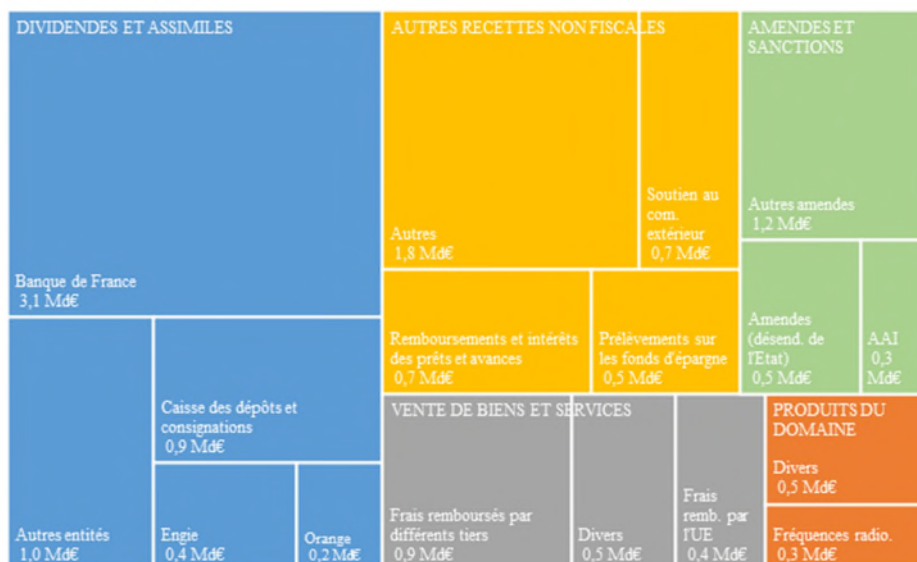 DIVIDENDES ET ASSIMILES
Banque de France
3,1 Md€
Autres entités
1,0 Md€
Caisse des dépôts et
consignations
0,9 Md€
Engie
0,4 Md€
Orange
0,2 Md€
AUTRES RECETTES NON FISCALES
Autres
1,8 Md€
Soutien au
com.
extérieur
0,7 Md€
Remboursements et intérêts
des prêts et avances
0,7 Md€
Prélèvements sur
les fonds d'épargne
0,5 Md€
AMENDES ET
SANCTIONS
Autres amendes
1,2 Md€
Amendes
(désend. de
l'Etat)
0,5 Md€
AAI
0,3
Md€
VENTE DE BIENS ET SERVICES
Frais remboursés par
différents tiers
0,9 Md€
Divers
0,5 Md€
Frais
remb. par
l'UE
0,4 Md€
PRODUITS DU
DOMAINE
Divers
0,5 Md€
Fréquences radio.
0,3 Md€